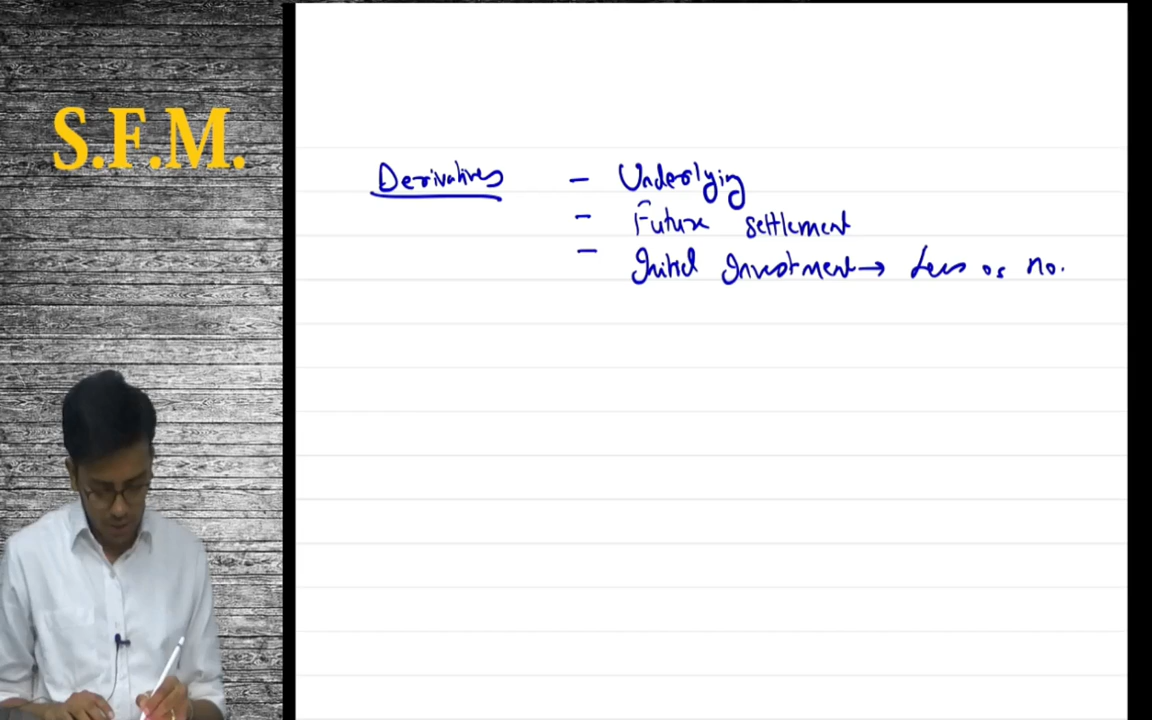 S.F.M.
Derivatives - Underlying
- Future settlement
- Initial Investment → Less or no.